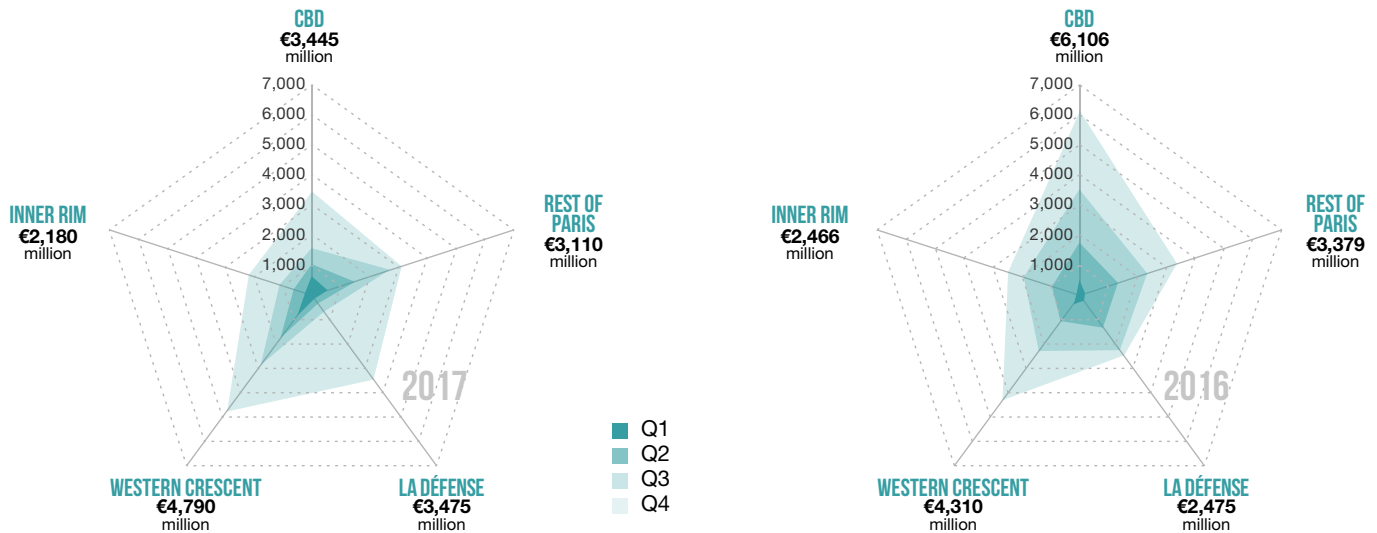 CBD
€3,445
million
7,000
6,000
5,000
4,000
3,000
2,000
1,000
INNER RIM
€2,180
million
REST OF
PARIS
€3,110
million
2017
WESTERN CRESCENT
€4,790
million
LA DÉFENSE
€3,475
million
Q1
Q2
Q3
Q4
CBD
€6,106
million
7,000
6,000
5,000
4,000
3,000
2,000
1,000
INNER RIM
€2,466
million
REST OF
PARIS
€3,379
million
2016
WESTERN CRESCENT
€4,310
million
LA DÉFENSE
€2,475
million